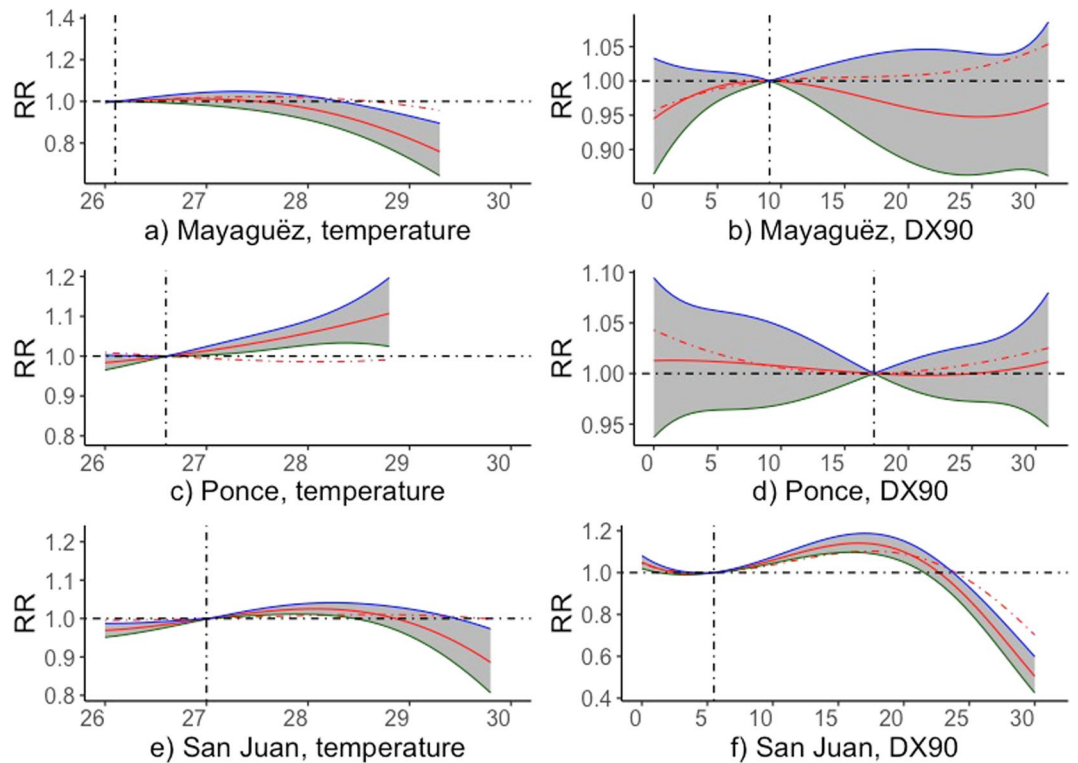 1.4
1.2
1.0
0.8
RR
26 27 28 29 30
a) Mayaguëz, temperature
1.05
1.00
0.95
0.90
RR
0 5 10 15 20 25 30
b) Mayaguëz, DX90
1.2
1.1
1.0
0.9
0.8
RR
26 27 28 29 30
c) Ponce, temperature
1.10
1.05
1.00
0.95
RR
0 5 10 15 20 25 30
d) Ponce, DX90
1.2
1.1
1.0
0.9
0.8
RR
26 27 28 29 30
e) San Juan, temperature
1.2
1.0
0.8
0.6
0.4
RR
0 5 10 15 20 25 30
f) San Juan, DX90